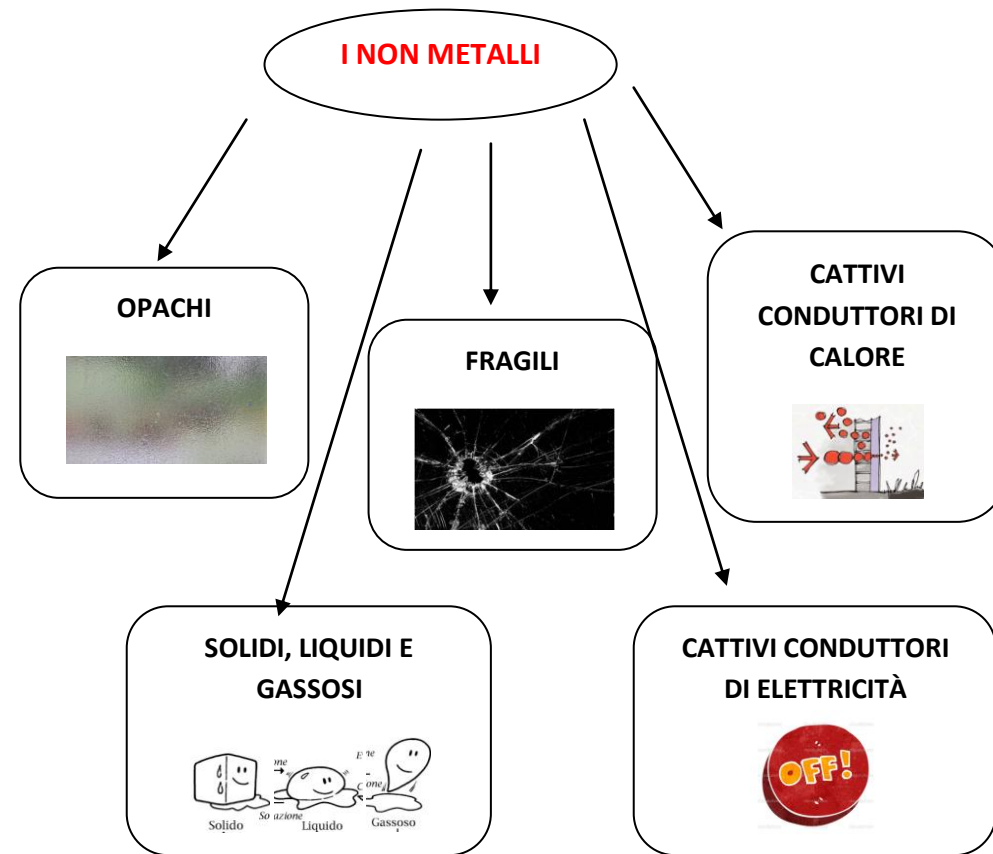 I NON METALLI
OPACHI
FRAGILI
CATTIVI
CONDUTTORI DI
CALORE
SOLIDI, LIQUIDI E
GASSOSI
Solido
Liquido
Gassoso
CATTIVI CONDUTTORI
DI ELETTRICITÀ
OFF!